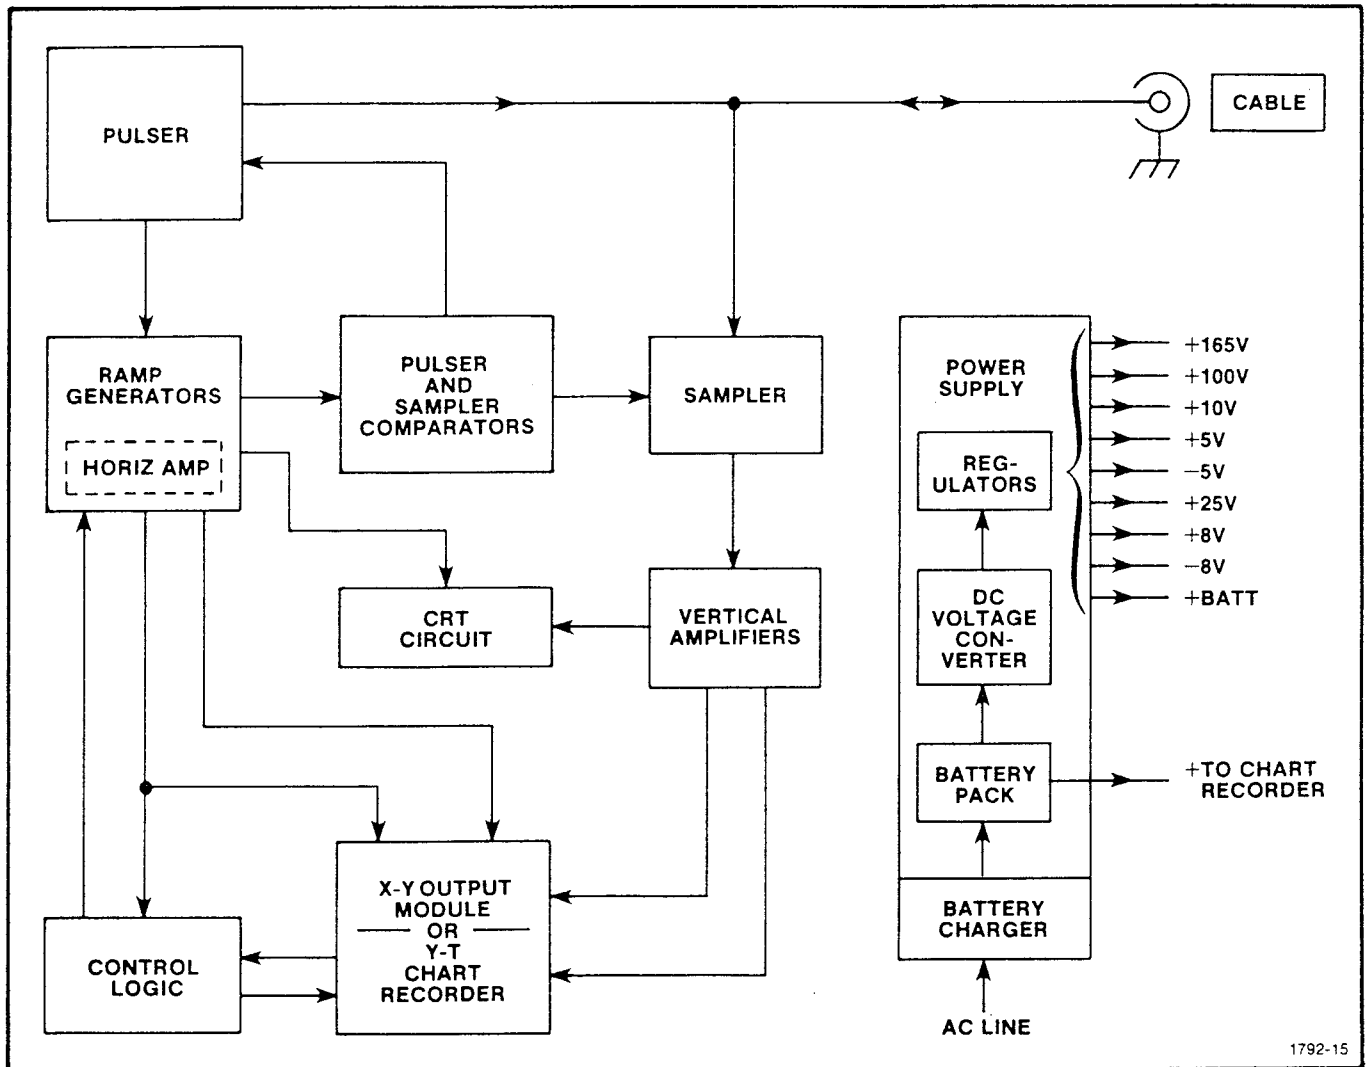 PULSER
CABLE
RAMP
GENERATORS
HORIZ AMP
PULSER
AND
SAMPLER
COMPARATORS
SAMPLER
CRT
CIRCUIT
VERTICAL
AMPLIFIERS
X-Y OUTPUT
MODULE
OR
Y-T
CHART
RECORDER
CONTROL
LOGIC
POWER
SUPPLY
REG-
ULATORS
DC
VOLTAGE
CON-
VERTER
BATTERY
PACK
BATTERY
CHARGER
AC LINE
+165V
+100V
+10V
+5V
−5V
+25V
+8V
−8V
+BATT
+TO CHART
RECORDER
1792-15